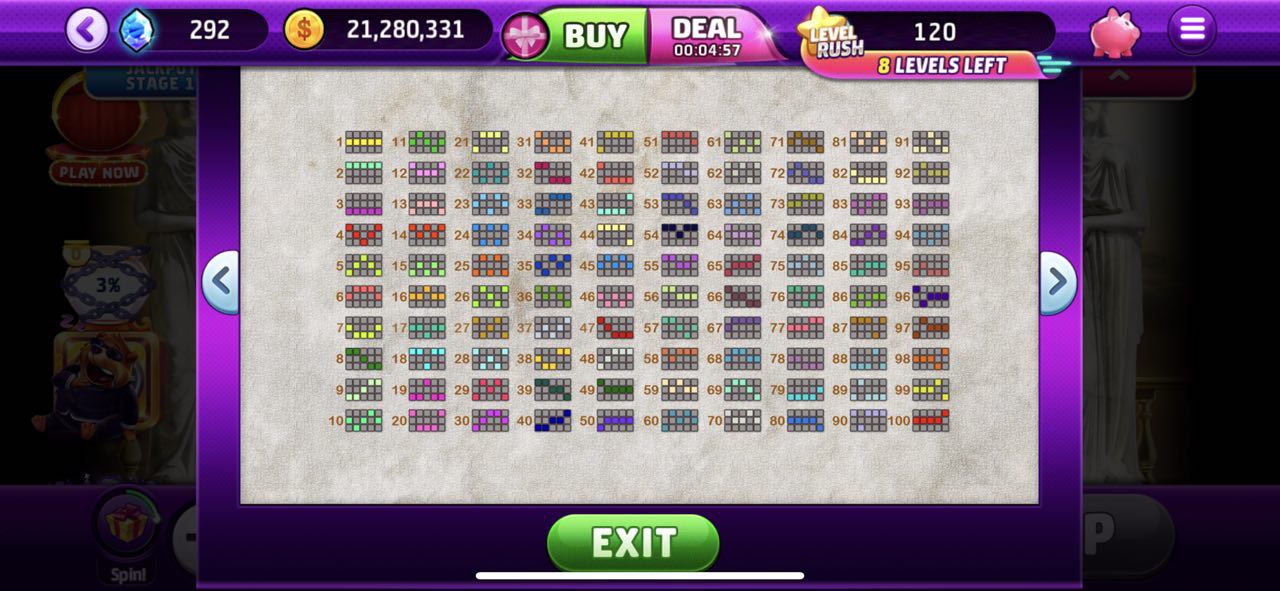 292
21,280,331
BUY
DEAL
00:04:57
LEVEL
RUSH
120
8 LEVELS LEFT
JACKPOT
STAGE 1
PLAY NOW
0
3%
1 11 21 31 41 51 61 71 81 91
2 12 22 32 42 52 62 72 82 92
3 13 23 33 43 53 63 73 83 93
4 14 24 34 44 54 64 74 84 94
5 15 25 35 45 55 65 75 85 95
6 16 26 36 46 56 66 76 86 96
7 17 27 37 47 57 67 77 87 97
8 18 28 38 48 58 68 78 88 98
9 19 29 39 49 59 69 79 89 99
10 20 30 40 50 60 70 80 90 100
EXIT
Spin!
P